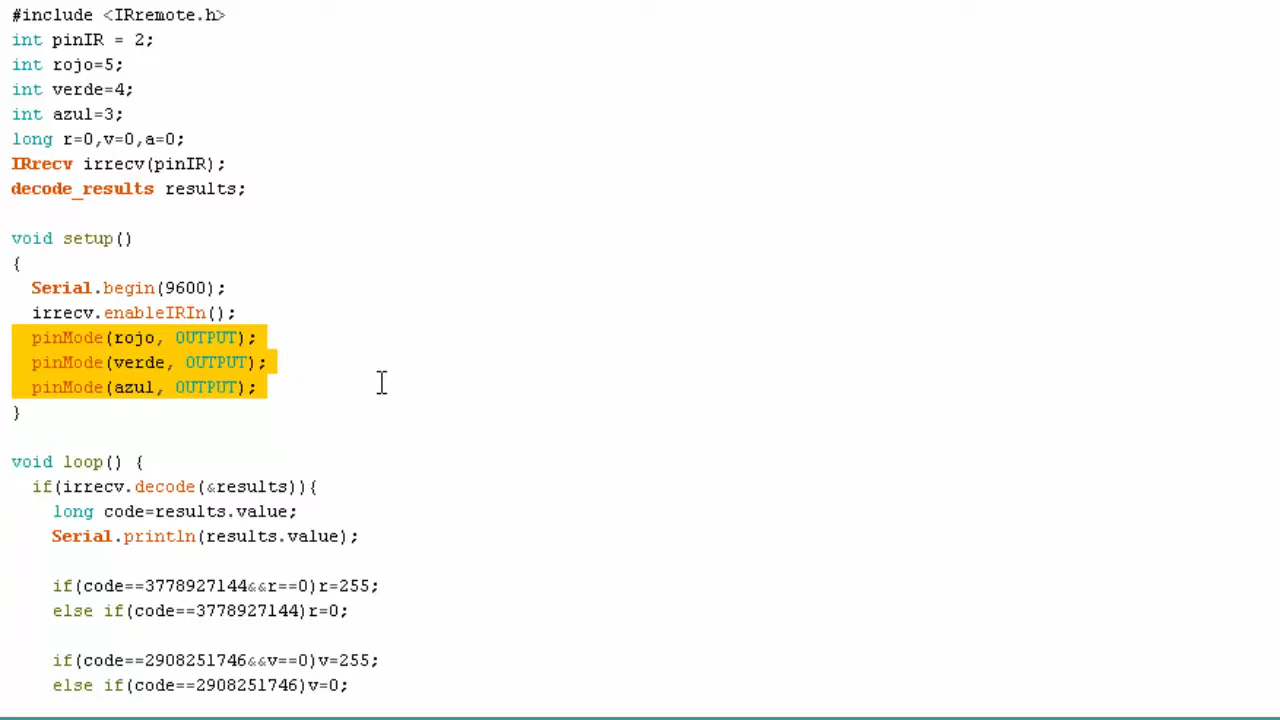 #include <IRremote.h>
int pinIR = 2;
int rojo=5;
int verde=4;
int azul=3;
long r=0,v=0,a=0;
IRrecv irrecv(pinIR);
decode_results results;
void setup()
{
Serial.begin(9600);
irrecv.enableIRIn();
pinMode(rojo, OUTPUT);
pinMode(verde, OUTPUT);
pinMode(azul, OUTPUT);
}
void loop() {
if(irrecv.decode(&results)){
long code=results.value;
Serial.println(results.value);
if(code==3778927144&&r==0)r=255;
else if(code==3778927144)r=0;
if(code==2908251746&&v==0)v=255;
else if(code==2908251746)v=0;